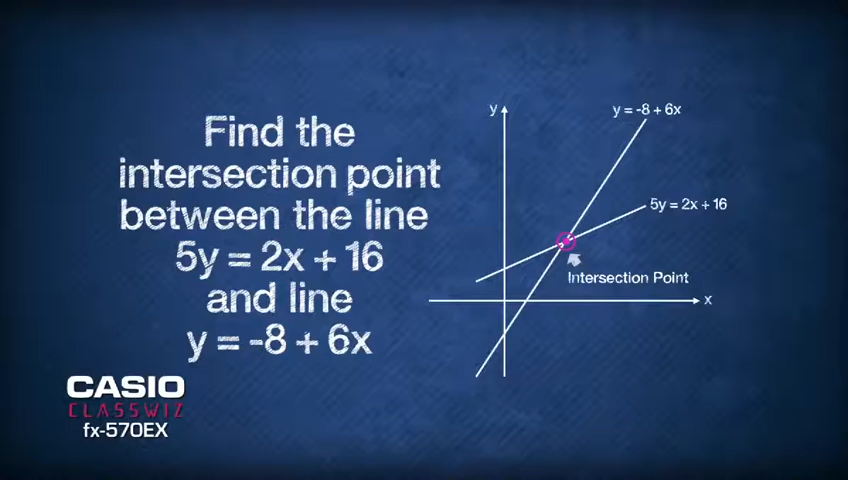 Find the
intersection point
between the line
5y = 2x + 16
and line
y = -8 + 6x
y
y = -8 + 6x
5y = 2x + 16
Intersection Point
x
CASIO
CLASSWIZ
fx-570EX